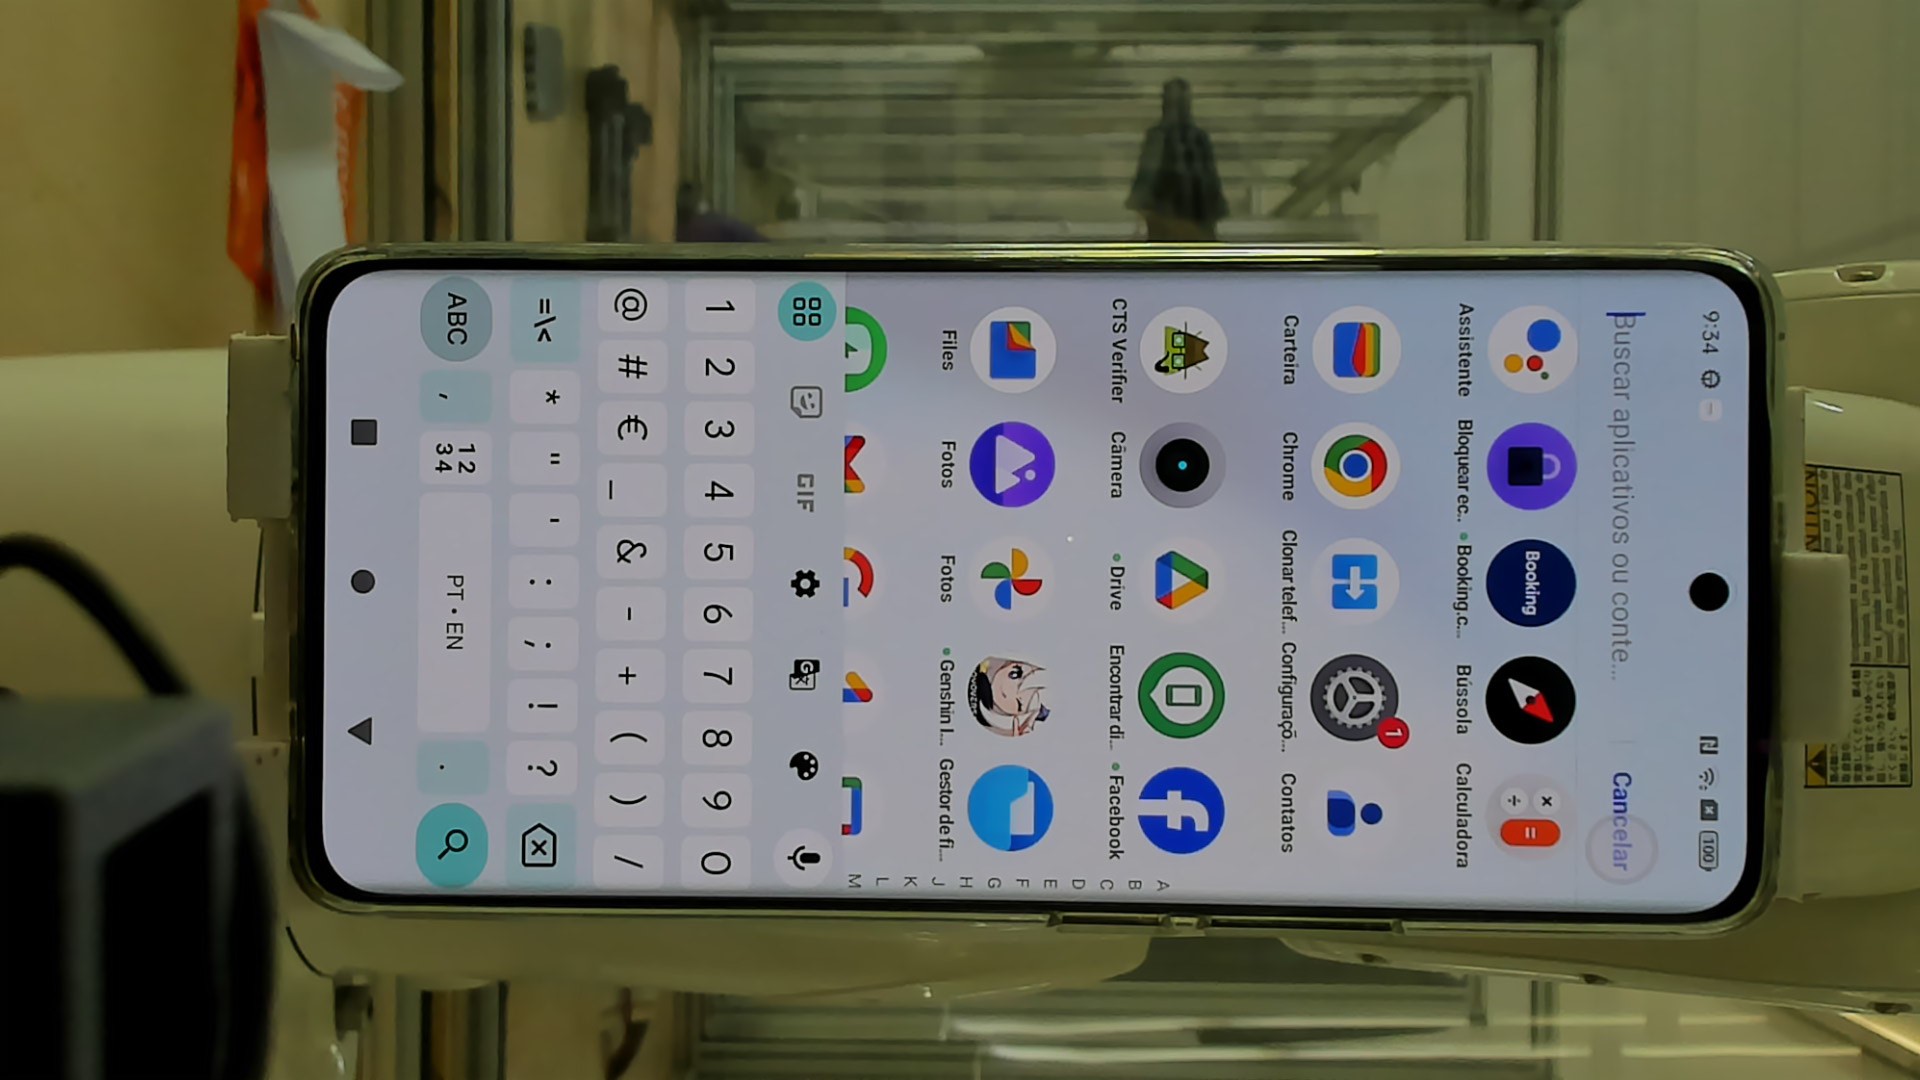 9:34
100
Buscar aplicativos ou conte...
Cancelar
Booking
Assistente
Bloquear ec..
Booking.c...
Bússola
Calculadora
1
Carteira
Chrome
Clonar telef...
Configuraçõ...
Contatos
CTS Verifier
Câmera
Drive
Encontrar di...
Facebook
Files
Fotos
Fotos
Genshin I...
Gestor de fi...
A
B
C
D
E
F
G
H
J
K
L
M
GIF
1 2 3 4 5 6 7 8 9 0
@ # € _ & - + ( ) /
=\< * " ' : ; ! ?
ABC , 12 34 PT • EN .